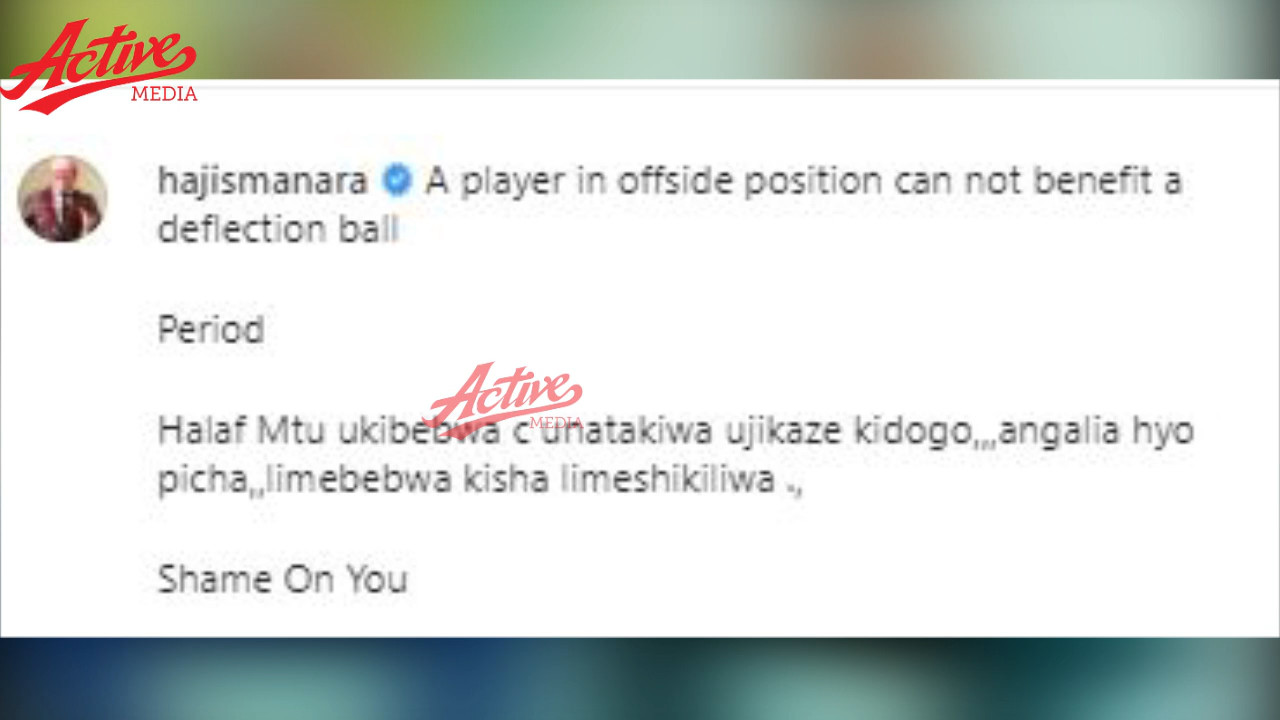 Active
MEDIA
hajismanara A player in offside position can not benefit a
deflection ball
Period
Active
MEDIA
Halaf Mtu ukibebwa c unatakiwa ujikaze kidogo,,,angalia hyo
picha,,limebebwa kisha limeshikiliwa .,
Shame On You